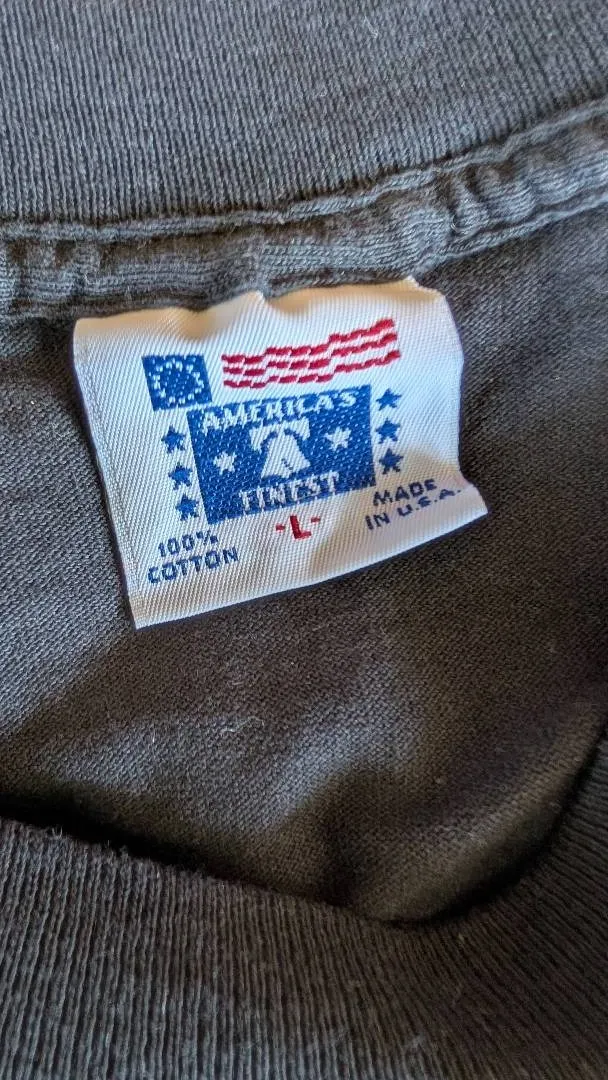 AMERICA'S
FINEST
-L-
100%
COTTON
MADE
IN U.S.A.